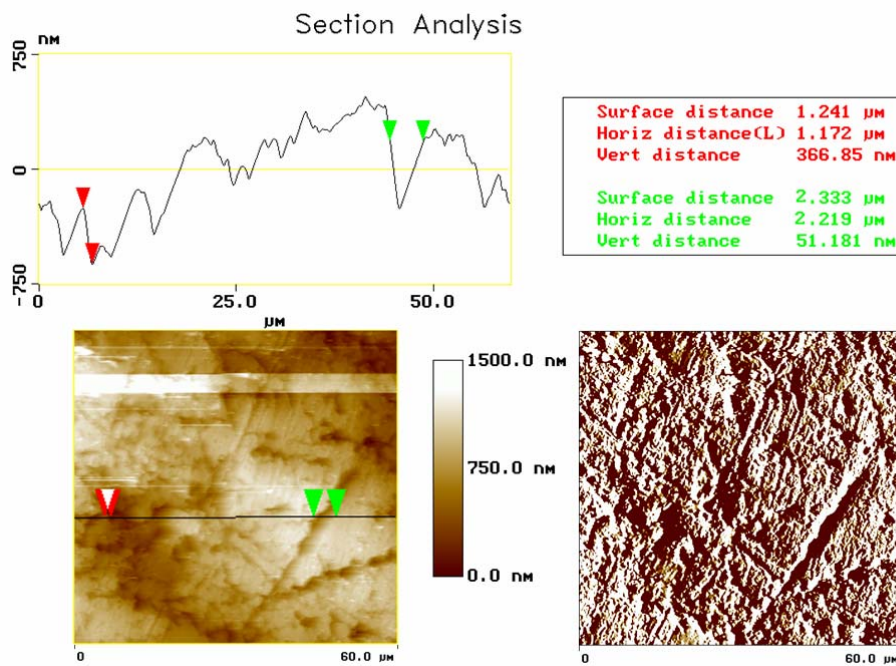 Section Analysis
nM
750
0
-750
0
25.0
50.0
µM
Surface distance 1.241 µM
Horiz distance(L) 1.172 µM
Vert distance 366.85 nM
Surface distance 2.333 µM
Horiz distance 2.219 µM
Vert distance 51.181 nM
1500.0 nM
750.0 nM
0.0 nM
0
60.0 µM
0
60.0 µM